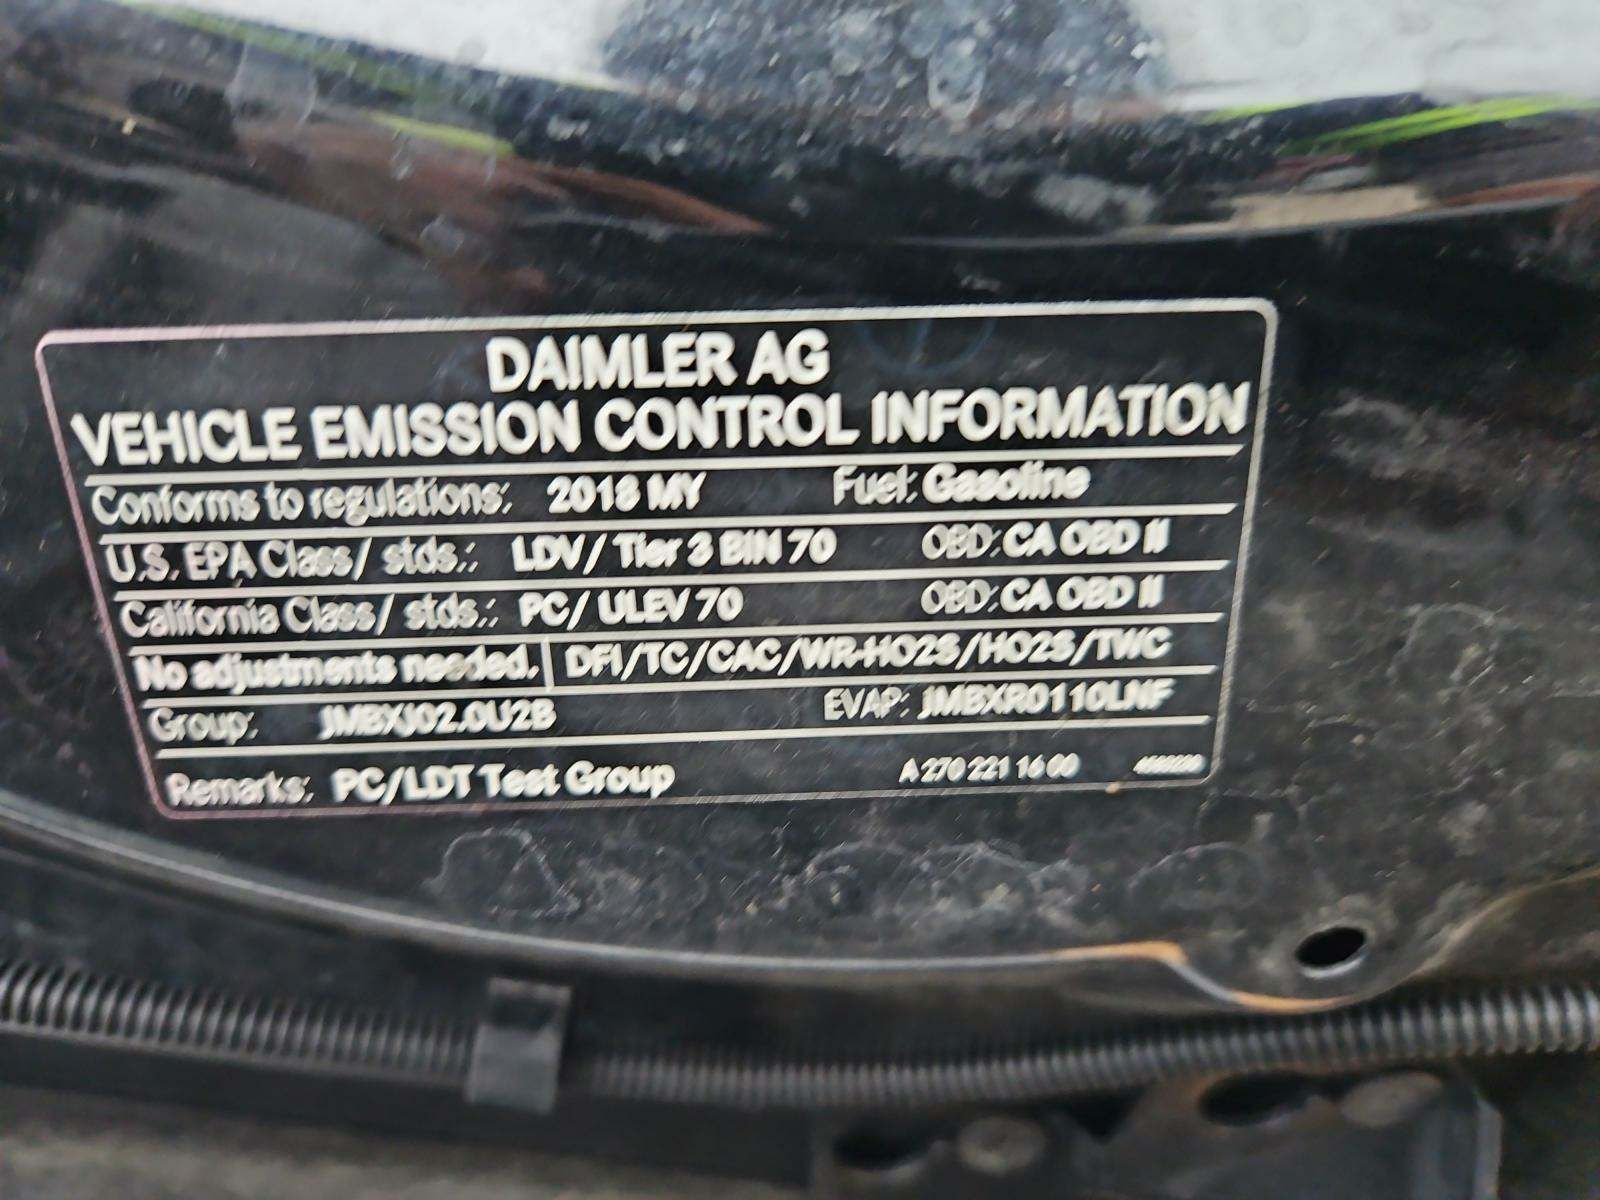 DAIMLER AG
VEHICLE EMISSION CONTROL INFORMATION
Conforms to regulations: 2018 MY Fuel: Gasoline
U.S. EPA Class/ stds.: LDV/ Tier 3 BIN 70 OBD: CA OBD II
California Class/ stds.: PC/ ULEV 70 OBD: CA OBD II
No adjustments needed. DFI/TC/CAC/WR-HO2S/HO2S/TWC
Group: JMBXJ02.0U2B EVAP: JMBXR0110LNF
Remarks: PC/LDT Test Group A 270 221 16 00